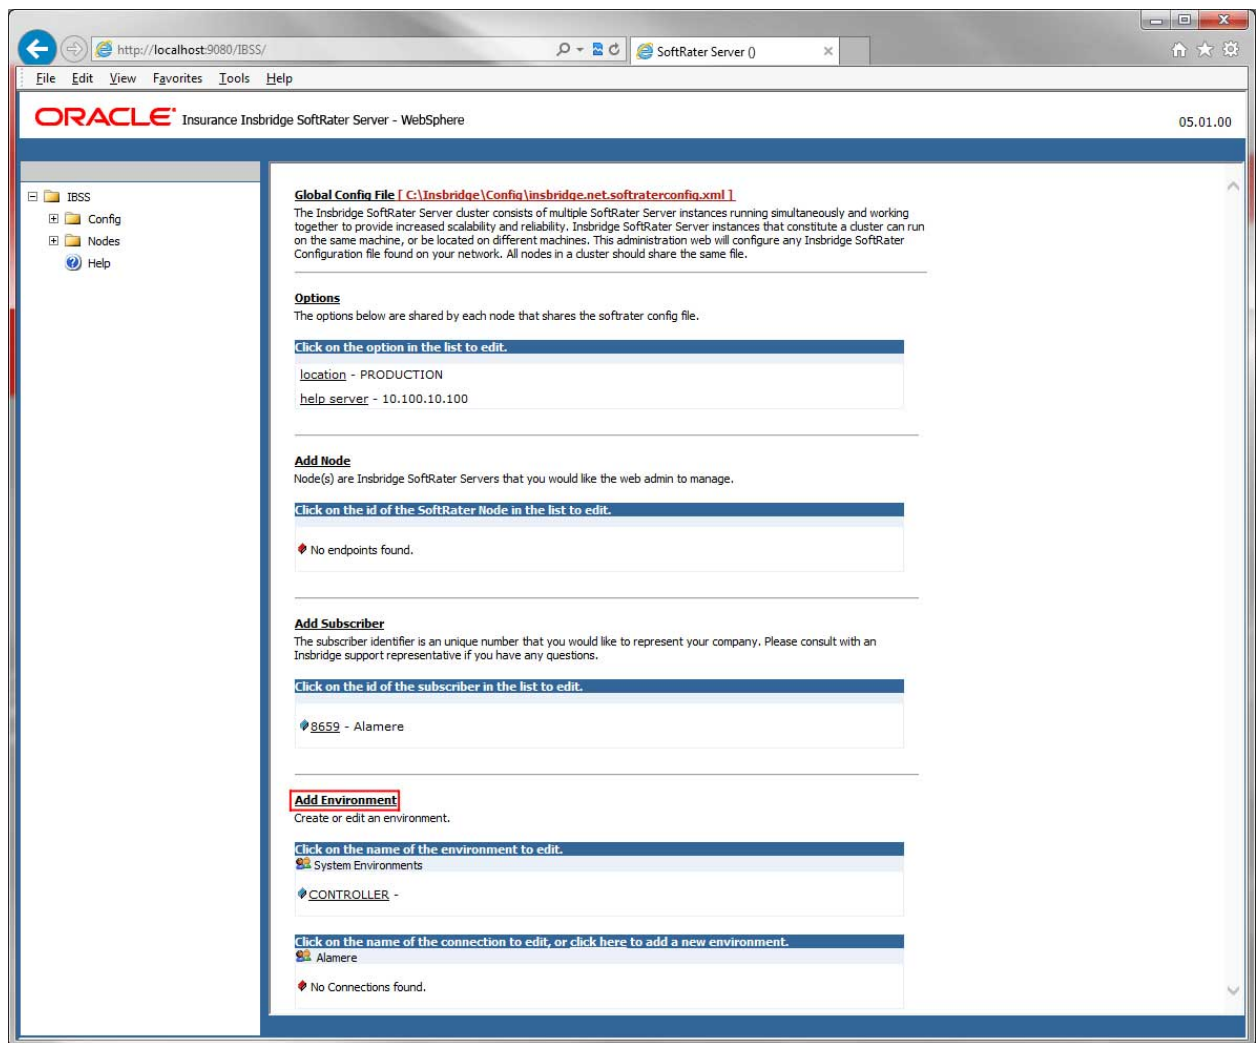 http://localhost:9080/IBSS/
SoftRater Server ()
File Edit View Favorites Tools Help
ORACLE Insurance Insbridge SoftRater Server - WebSphere
05.01.00
IBSS
Config
Nodes
Help
Global Config File [ C:\Insbridge\Config\insbridge.net.softraterconfig.xml ]
The Insbridge SoftRater Server cluster consists of multiple SoftRater Server instances running simultaneously and working
together to provide increased scalability and reliability. Insbridge SoftRater Server instances that constitute a cluster can run
on the same machine, or be located on different machines. This administration web will configure any Insbridge SoftRater
Configuration file found on your network. All nodes in a cluster should share the same file.
Options
The options below are shared by each node that shares the softrater config file.
Click on the option in the list to edit.
location - PRODUCTION
help server - 10.100.10.100
Add Node
Node(s) are Insbridge SoftRater Servers that you would like the web admin to manage.
Click on the id of the SoftRater Node in the list to edit.
No endpoints found.
Add Subscriber
The subscriber identifier is an unique number that you would like to represent your company. Please consult with an
Insbridge support representative if you have any questions.
Click on the id of the subscriber in the list to edit.
8659 - Alamere
Add Environment
Create or edit an environment.
Click on the name of the environment to edit.
System Environments
CONTROLLER -
Click on the name of the connection to edit, or click here to add a new environment.
Alamere
No Connections found.